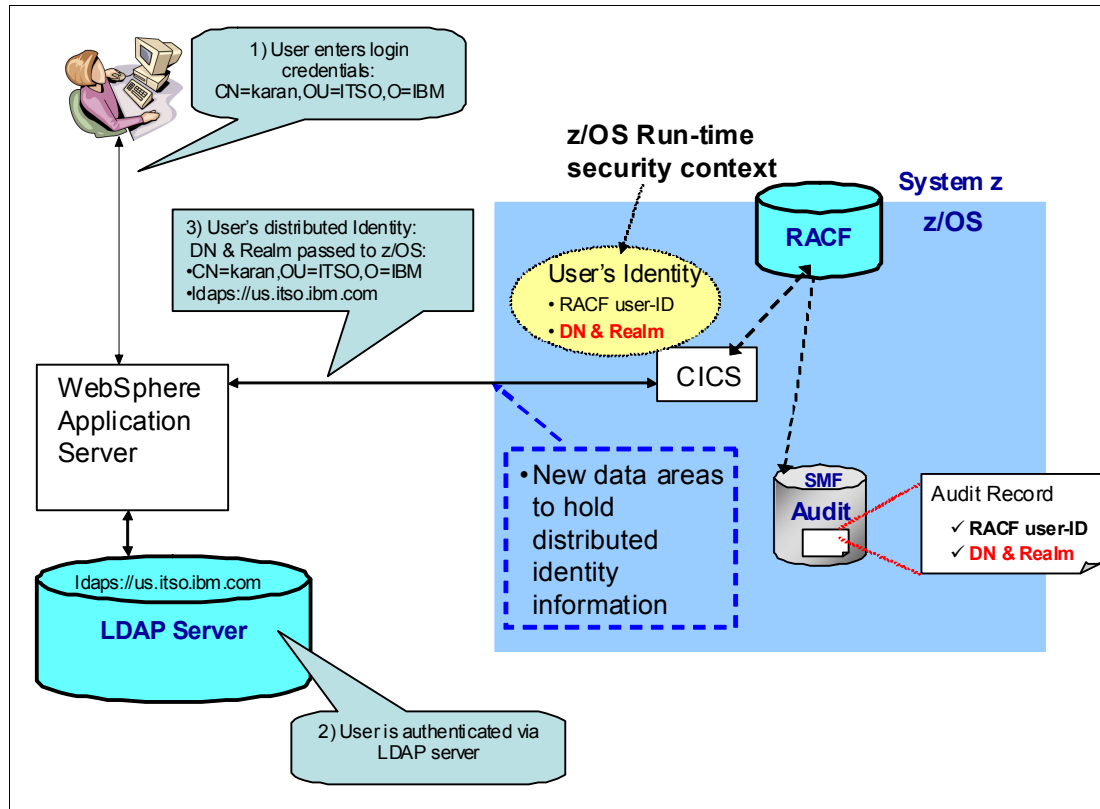 1) User enters login
credentials:
CN=karan,OU=ITSO,O=IBM
z/OS Run-time
security context
System z
z/OS
RACF
3) User's distributed Identity:
DN & Realm passed to z/OS:
•CN=karan,OU=ITSO,O=IBM
•ldaps://us.itso.ibm.com
User's Identity
• RACF user-ID
• DN & Realm
CICS
WebSphere
Application
Server
• New data areas
to hold
distributed
identity
information
SMF
Audit
Audit Record
✓ RACF user-ID
✓ DN & Realm
ldaps://us.itso.ibm.com
LDAP Server
2) User is authenticated via
LDAP server